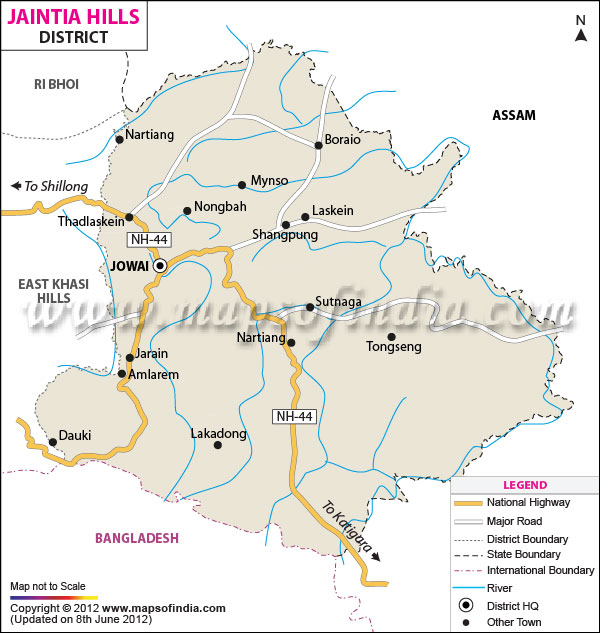 JAINTIA HILLS
DISTRICT
N
RI BHOI
ASSAM
Nartiang
Boraio
To Shillong
Mynso
Nongbah
Laskein
Thadlaskein
Shangpung
NH-44
JOWAI
EAST KHASI
HILLS
www.mapsofindia.com
Sutnaga
Nartiang
Tongseng
Jarain
Amlarem
NH-44
Dauki
Lakadong
To Katigara
BANGLADESH
LEGEND
National Highway
Major Road
District Boundary
State Boundary
International Boundary
River
District HQ
Other Town
Map not to Scale
Copyright © 2012 www.mapsofindia.com
(Updated on 8th June 2012)